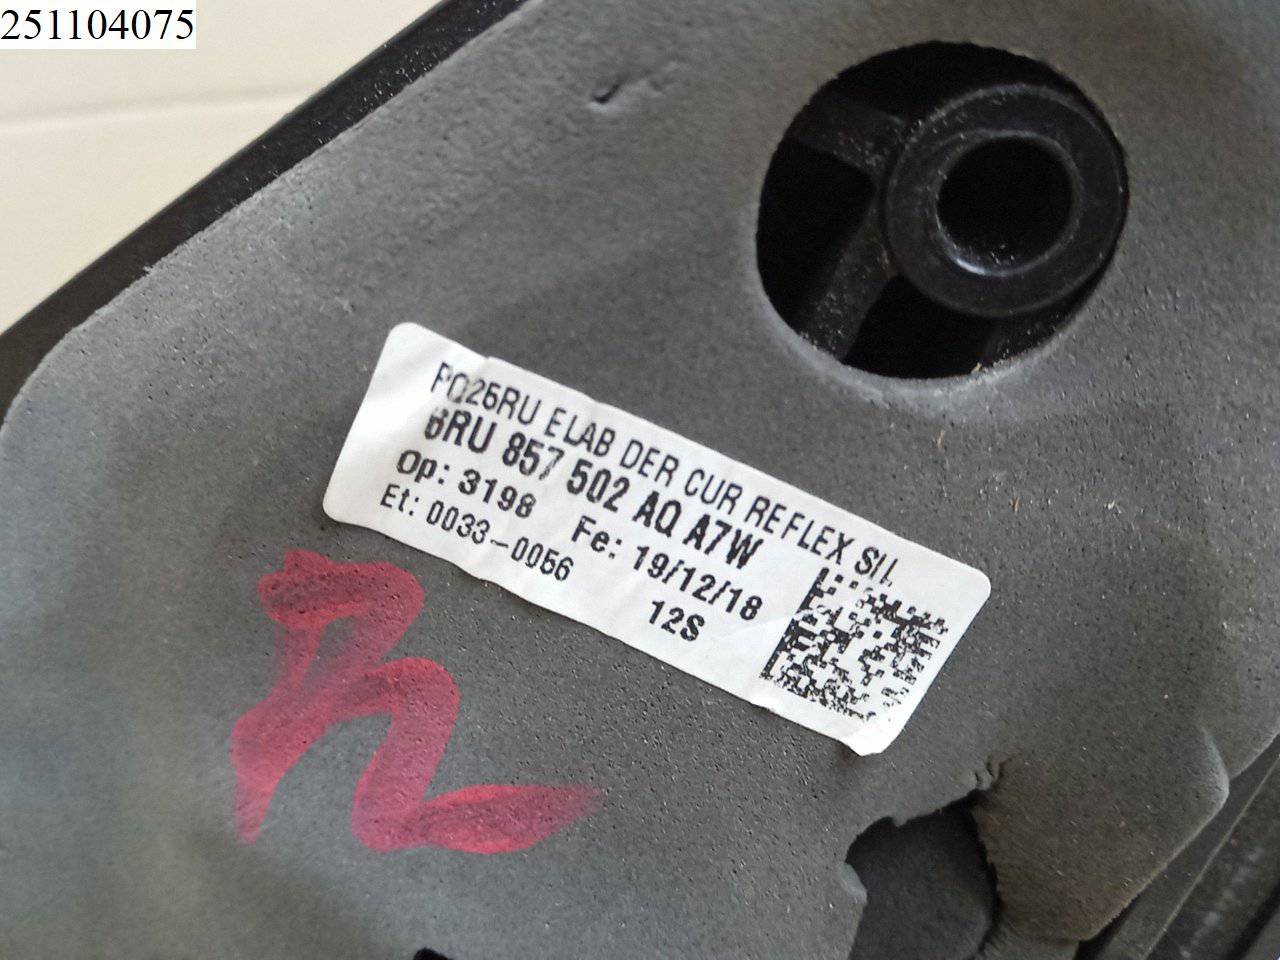 251104075
PQ25RU ELAB DER CUR REFLEX SIL
6RU 857 502 AQ A7W
Op: 3198 Fe: 19/12/18
Et: 0033-0056 12S